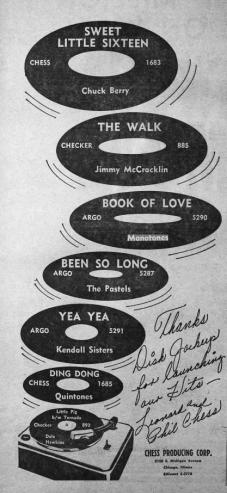 SWEET
LITTLE SIXTEEN
CHESS 1683
Chuck Berry
THE WALK
CHECKER 885
Jimmy McCracklin
BOOK OF LOVE
ARGO 5290
Monotones
BEEN SO LONG
ARGO 5287
The Pastels
YEA YEA
ARGO 5291
Kendall Sisters
DING DONG
CHESS 1685
Quintones
Little Pig
b/w Tornado
Checker 892
Dale
Hawkins
Thanks
Disk Jockeys
for launching
our Hits—
Leonard and
Phil Chess
CHESS PRODUCING CORP.
2120 S. Michigan Avenue
Chicago, Illinois